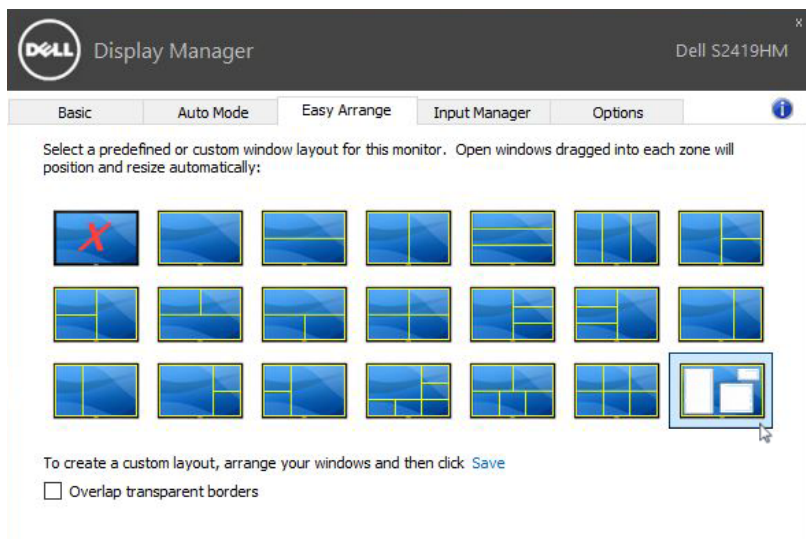 x
DELL Display Manager Dell S2419HM
Basic Auto Mode Easy Arrange Input Manager Options i
Select a predefined or custom window layout for this monitor. Open windows dragged into each zone will
position and resize automatically:
X
To create a custom layout, arrange your windows and then click Save
Overlap transparent borders